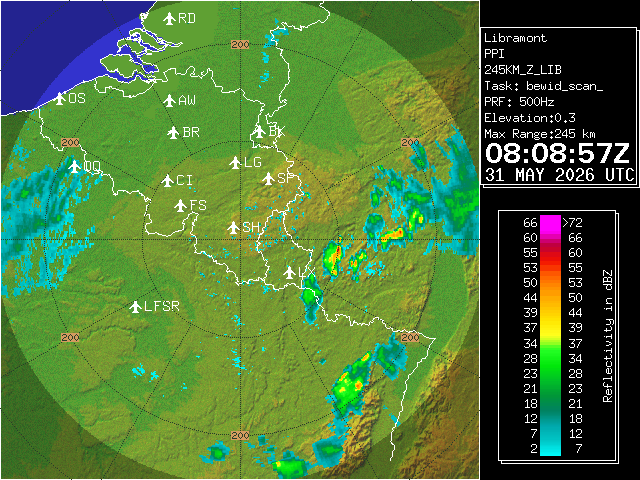 RD
200
OS
AW
BR
BK
200
200
OO
LG
CI
SP
FS
SH
LX
LFSR
200
200
200
Libramont
PPI
245KM_Z_LIB
Task: bewid_scan_
PRF: 500Hz
Elevation:0.3
Max Range:245 km
08:08:57Z
31 MAY 2026 UTC
66 >72
60 66
55 60
53 55
50 53
44 50
39 44
37 39
34 37
28 34
23 28
21 23
18 21
12 18
7 12
2 7
Reflectivity in dBZ